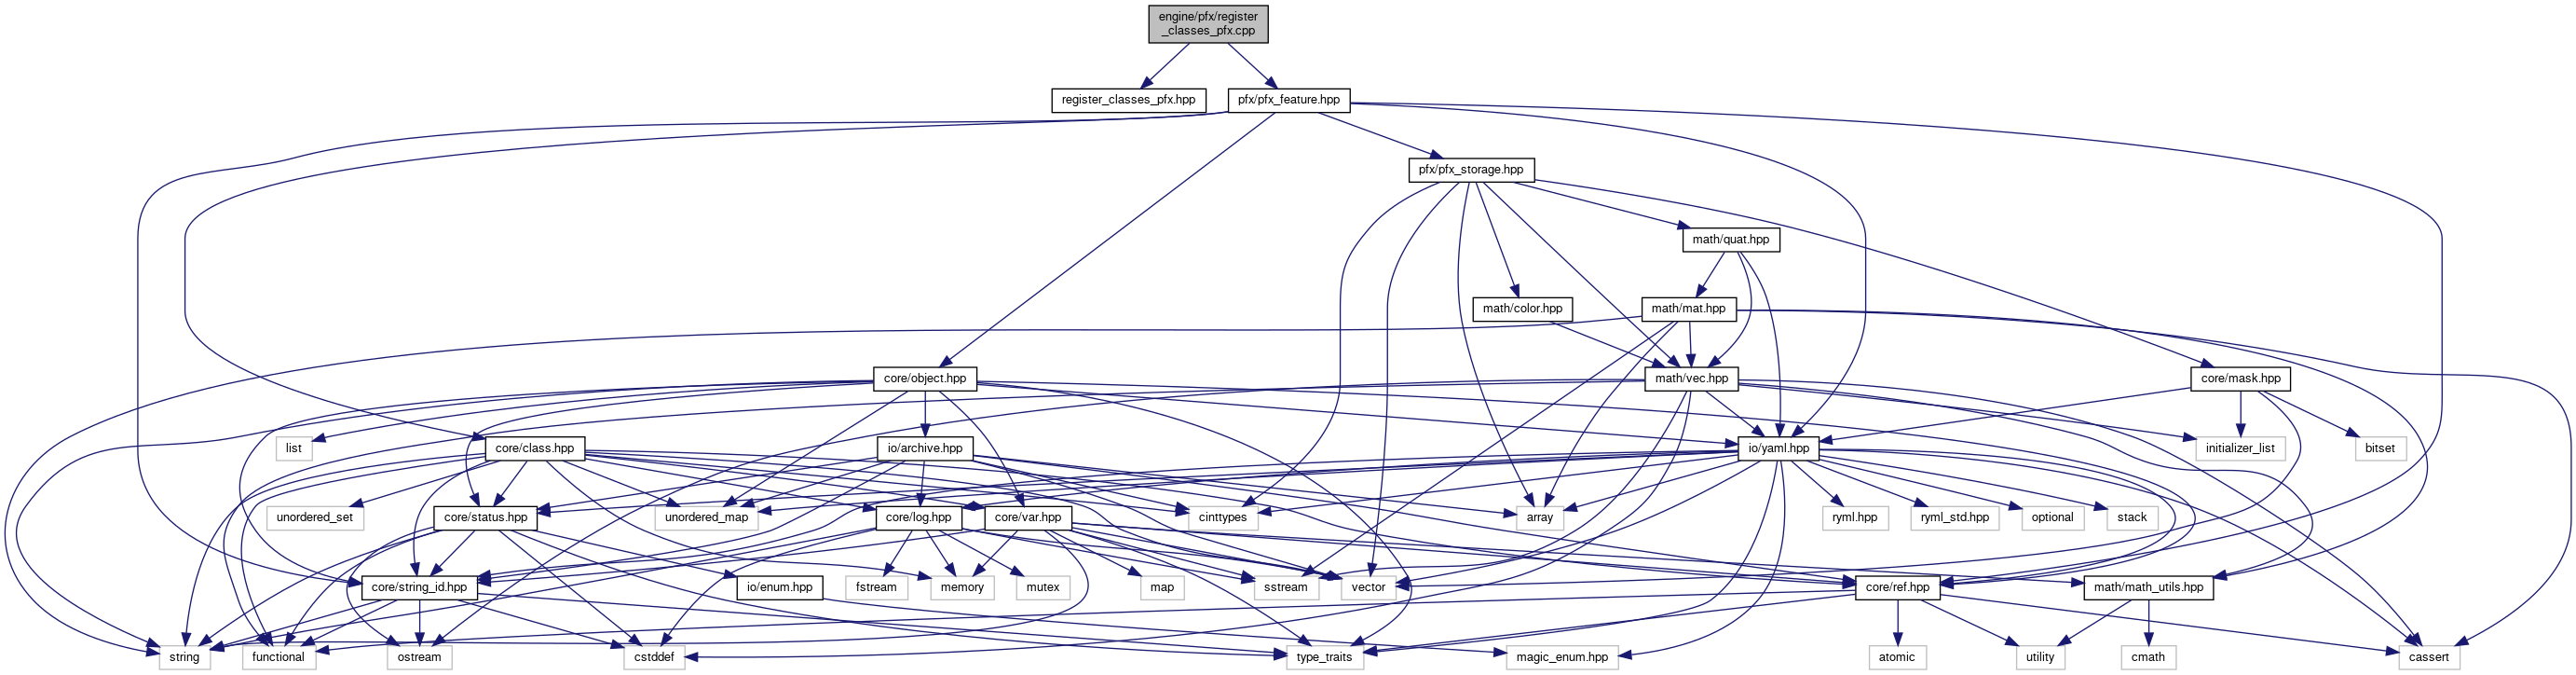 engine/pfx/register
_classes_pfx.cpp
register_classes_pfx.hpp
pfx/pfx_feature.hpp
pfx/pfx_storage.hpp
math/quat.hpp
math/color.hpp
math/mat.hpp
core/object.hpp
math/vec.hpp
core/mask.hpp
list
core/class.hpp
io/archive.hpp
io/yaml.hpp
initializer_list
bitset
unordered_set
core/status.hpp
unordered_map
core/log.hpp
core/var.hpp
cinttypes
array
ryml.hpp
ryml_std.hpp
optional
stack
core/string_id.hpp
io/enum.hpp
fstream
memory
mutex
map
sstream
vector
core/ref.hpp
math/math_utils.hpp
string
functional
ostream
cstddef
type_traits
magic_enum.hpp
atomic
utility
cmath
cassert